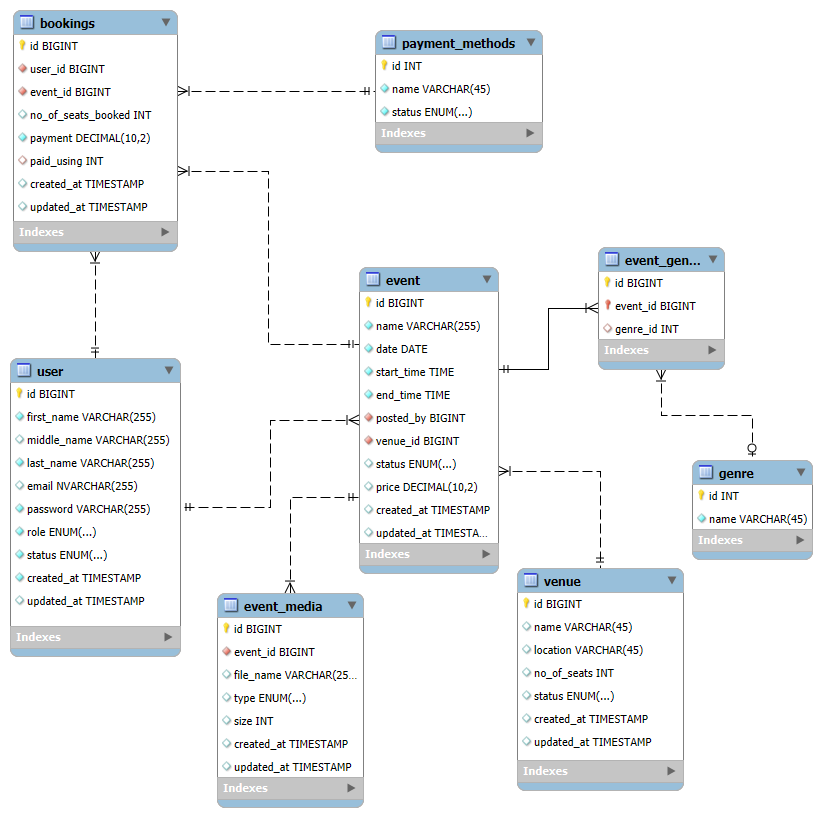 bookings
id BIGINT
user_id BIGINT
event_id BIGINT
no_of_seats_booked INT
payment DECIMAL(10,2)
paid_using INT
created_at TIMESTAMP
updated_at TIMESTAMP
Indexes
payment_methods
id INT
name VARCHAR(45)
status ENUM(...)
Indexes
event
id BIGINT
name VARCHAR(255)
date DATE
start_time TIME
end_time TIME
posted_by BIGINT
venue_id BIGINT
status ENUM(...)
price DECIMAL(10,2)
created_at TIMESTAMP
updated_at TIMESTA...
Indexes
event_gen...
id BIGINT
event_id BIGINT
genre_id INT
Indexes
user
id BIGINT
first_name VARCHAR(255)
middle_name VARCHAR(255)
last_name VARCHAR(255)
email NVARCHAR(255)
password VARCHAR(255)
role ENUM(...)
status ENUM(...)
created_at TIMESTAMP
updated_at TIMESTAMP
Indexes
genre
id INT
name VARCHAR(45)
Indexes
event_media
id BIGINT
event_id BIGINT
file_name VARCHAR(25...
type ENUM(...)
size INT
created_at TIMESTAMP
updated_at TIMESTAMP
Indexes
venue
id BIGINT
name VARCHAR(45)
location VARCHAR(45)
no_of_seats INT
status ENUM(...)
created_at TIMESTAMP
updated_at TIMESTAMP
Indexes